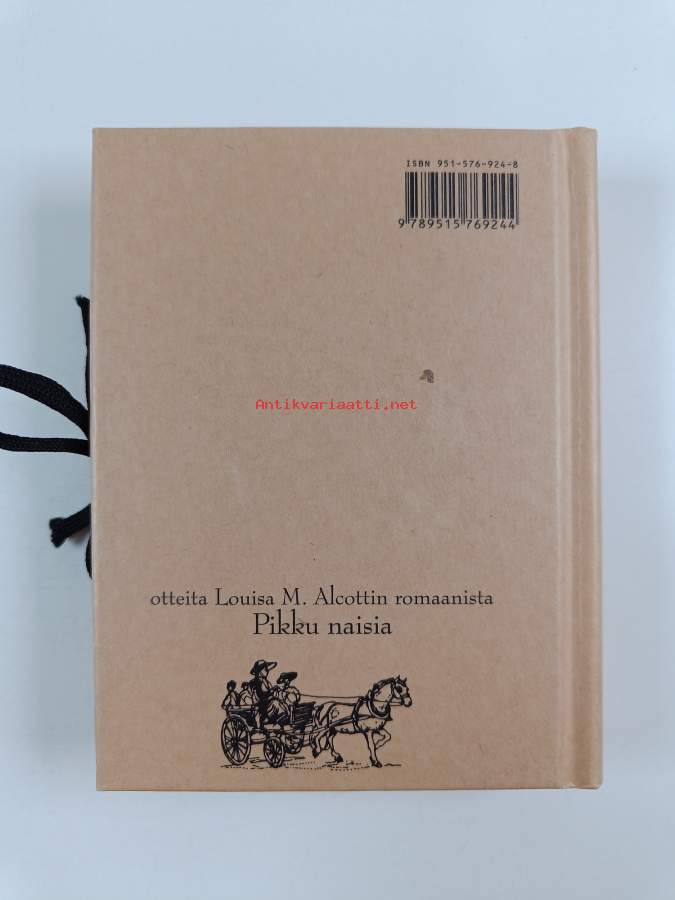 ISBN 951-576-924-8
9 789515 769244
Antikvariaatti.net
otteita Louisa M. Alcottin romaanista
Pikku naisia